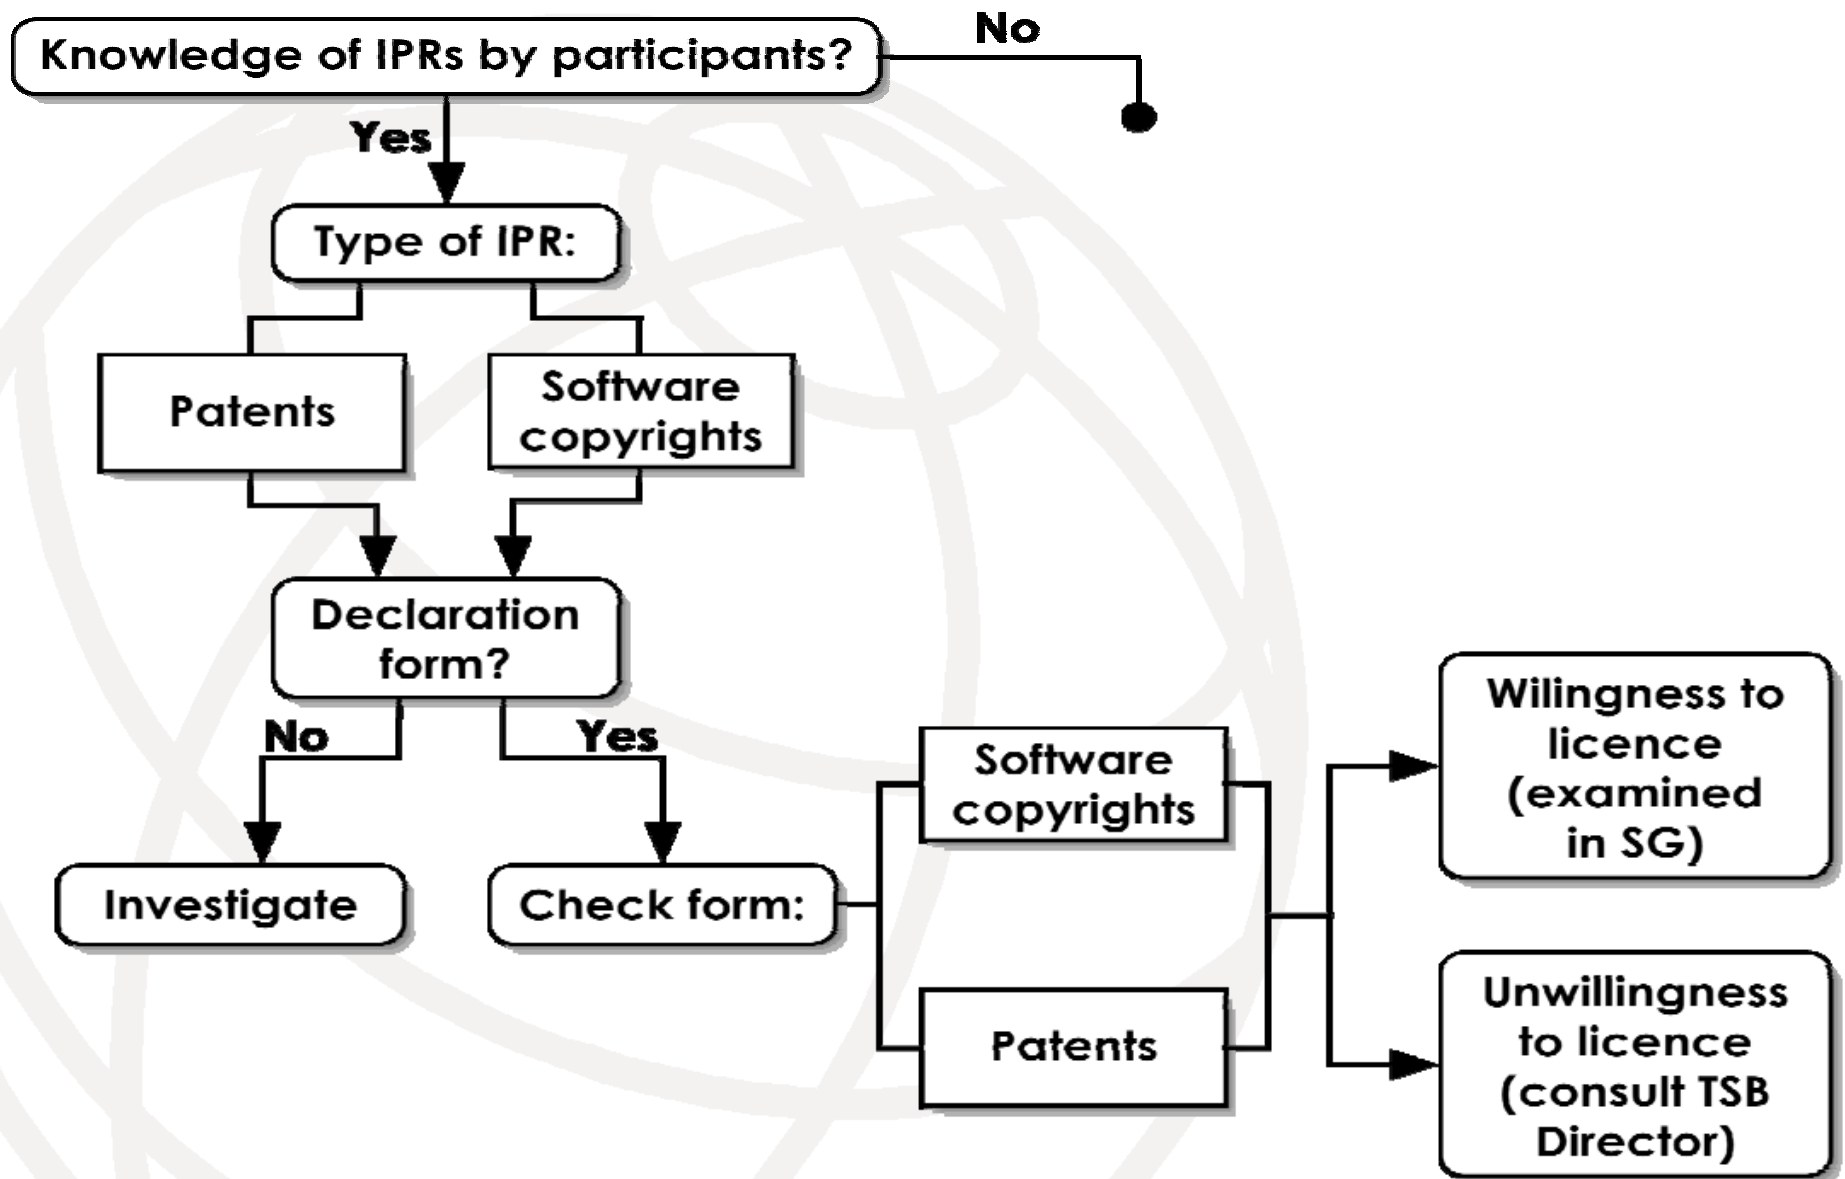 Knowledge of IPRs by participants?
No
Yes
Type of IPR:
Patents
Software
copyrights
Declaration
form?
No
Yes
Investigate
Check form:
Software
copyrights
Patents
Wilingness to
licence
(examined
in SG)
Unwillingness
to licence
(consult TSB
Director)